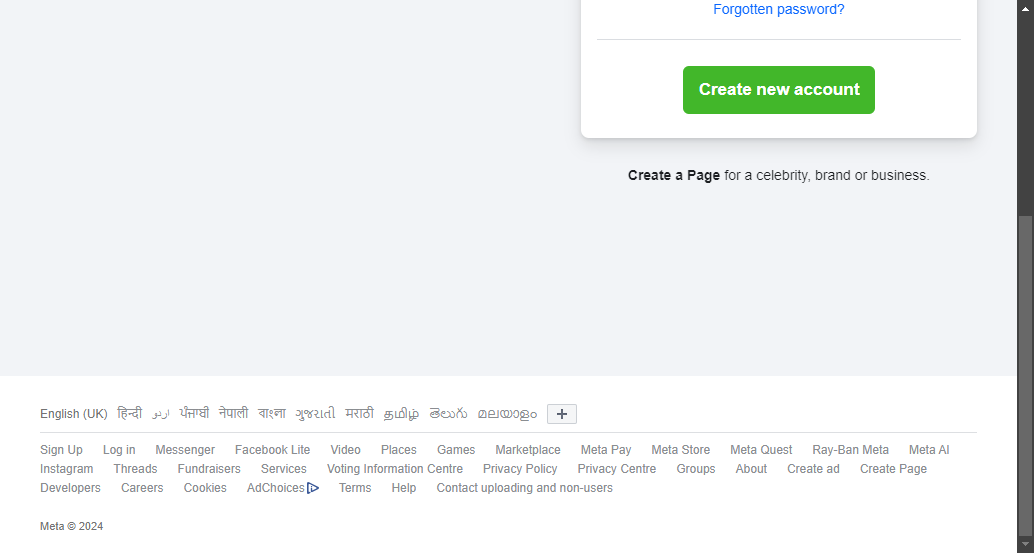 Forgotten password?
Create new account
Create a Page for a celebrity, brand or business.
English (UK) हिन्दी اردو ਪੰਜਾਬੀ नेपाली বাংলা ગુજરાતી मराठी தமிழ் తెలుగు മലയാളം +
Sign Up Log in Messenger Facebook Lite Video Places Games Marketplace Meta Pay Meta Store Meta Quest Ray-Ban Meta Meta AI
Instagram Threads Fundraisers Services Voting Information Centre Privacy Policy Privacy Centre Groups About Create ad Create Page
Developers Careers Cookies AdChoices Terms Help Contact uploading and non-users
Meta © 2024